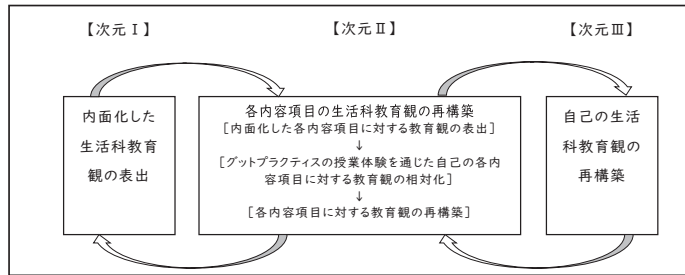 【次元Ⅰ】
【次元Ⅱ】
【次元Ⅲ】
内面化した
生活科教育
観の表出
各内容項目の生活科教育観の再構築
[内面化した各内容項目に対する教育観の表出]
↓
[グットプラクティスの授業体験を通じた自己の各内
容項目に対する教育観の相対化]
↓
[各内容項目に対する教育観の再構築]
自己の生活
科教育観の
再構築